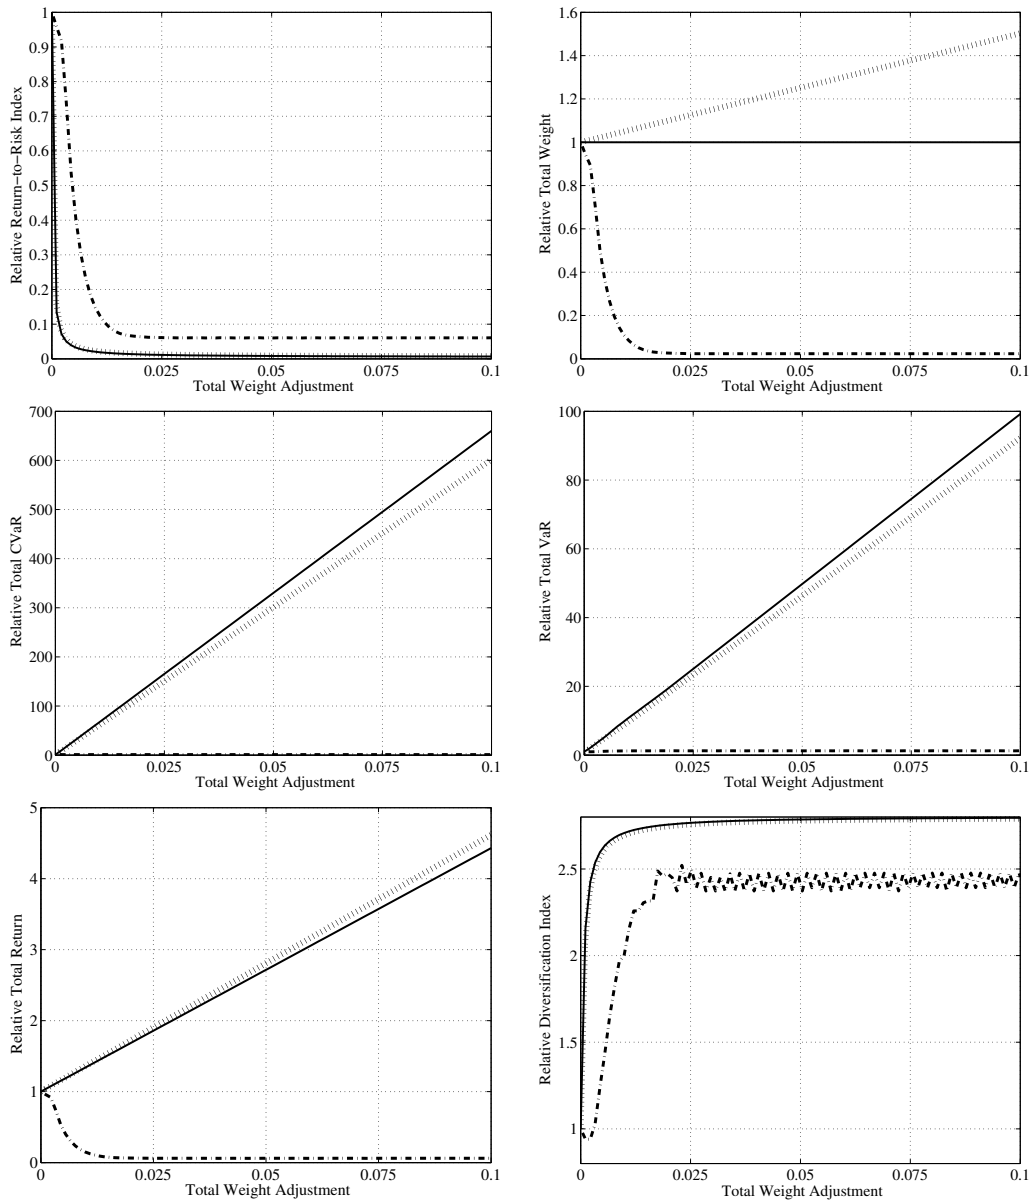 1
0.9
0.8
0.7
0.6
0.5
0.4
0.3
0.2
0.1
0
Relative Return−to−Risk Index
0 0.025 0.05 0.075 0.1
Total Weight Adjustment
1.6
1.4
1.2
1
0.8
0.6
0.4
0.2
0
Relative Total Weight
0 0.025 0.05 0.075 0.1
Total Weight Adjustment
700
600
500
400
300
200
100
0
Relative Total CVaR
0 0.025 0.05 0.075 0.1
Total Weight Adjustment
100
80
60
40
20
0
Relative Total VaR
0 0.025 0.05 0.075 0.1
Total Weight Adjustment
5
4
3
2
1
0
Relative Total Return
0 0.025 0.05 0.075 0.1
Total Weight Adjustment
2.5
2
1.5
1
Relative Diversification Index
0 0.025 0.05 0.075 0.1
Total Weight Adjustment